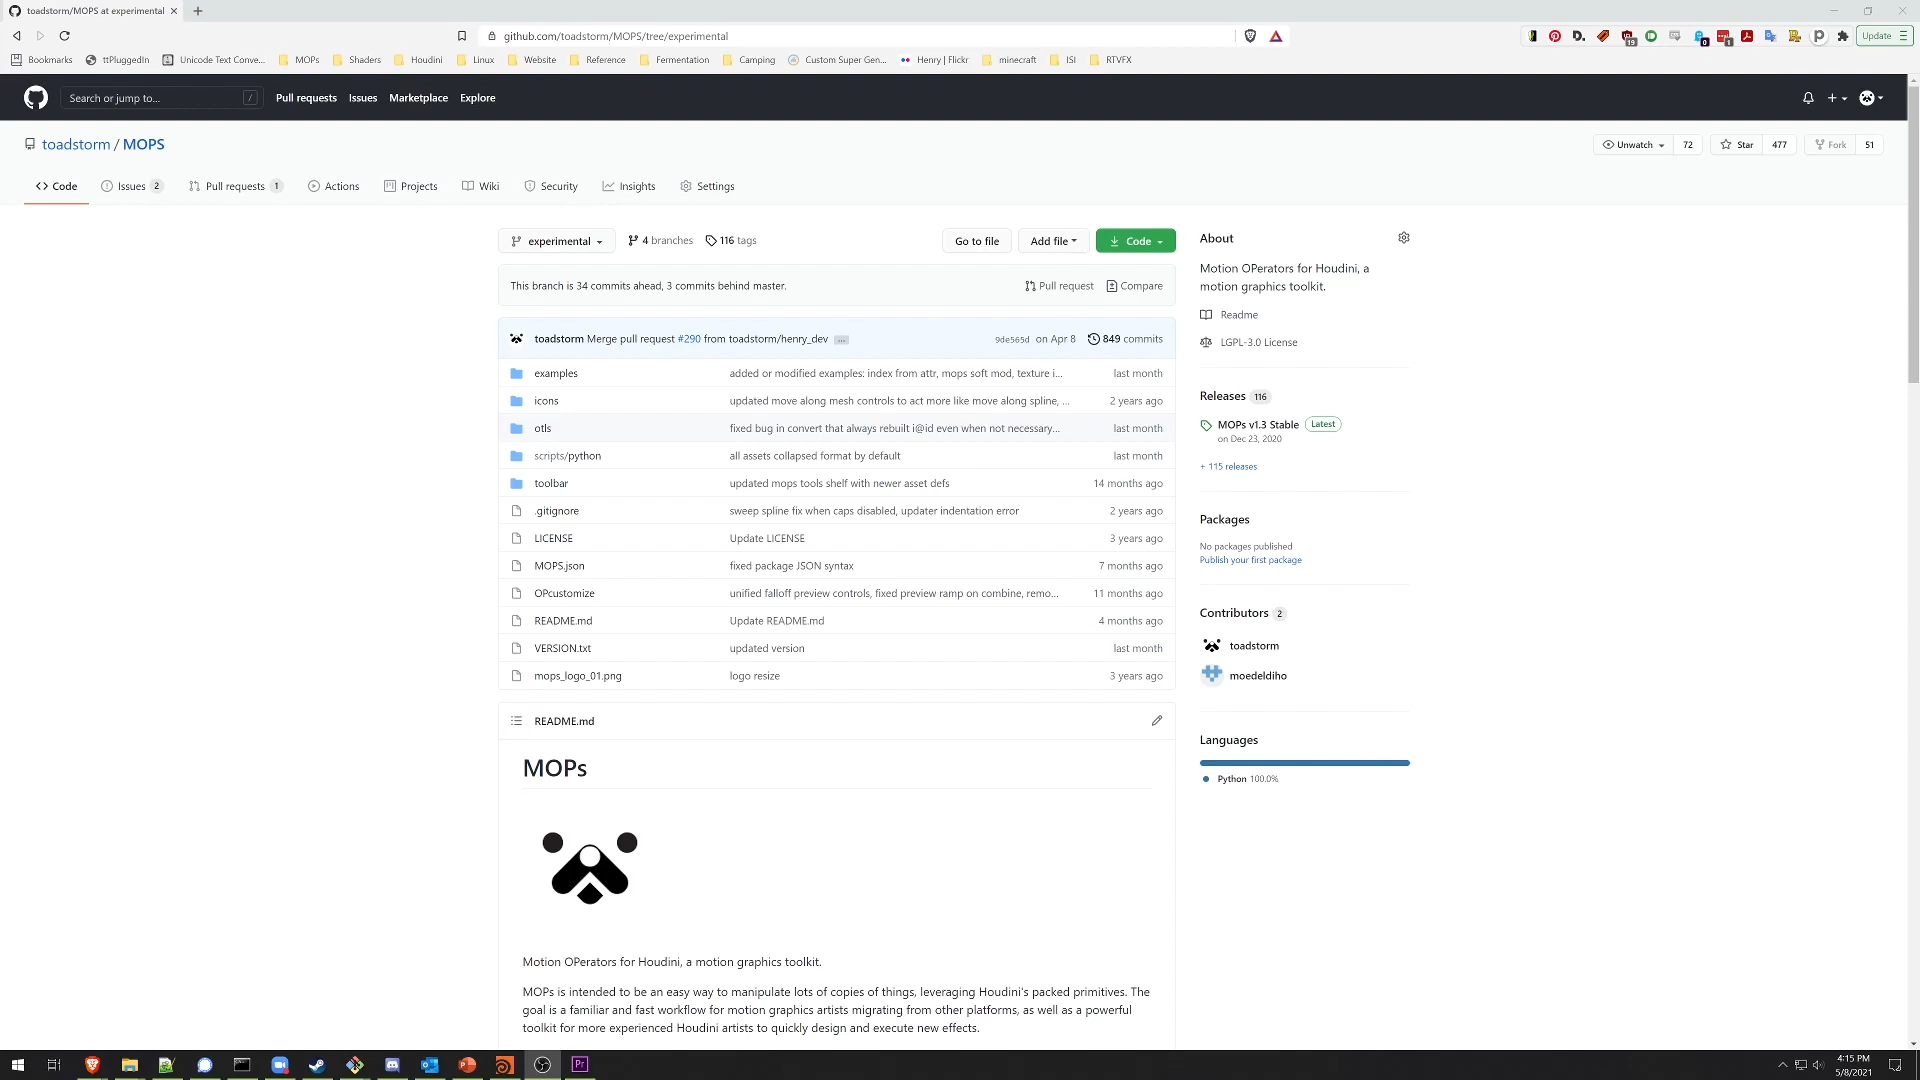 toadstorm/MOPS at experimental
github.com/toadstorm/MOPS/tree/experimental
Update
Bookmarks
ttPluggedIn
Unicode Text Conve...
MOPs
Shaders
Houdini
Linux
Website
Reference
Fermentation
Camping
Custom Super Gen...
Henry | Flickr
minecraft
ISI
RTVFX
Search or jump to...
/
Pull requests
Issues
Marketplace
Explore
toadstorm / MOPS
Unwatch
72
Star
477
Fork
51
Code
Issues 2
Pull requests 1
Actions
Projects
Wiki
Security
Insights
Settings
experimental
4 branches
116 tags
Go to file
Add file
Code
This branch is 34 commits ahead, 3 commits behind master.
Pull request
Compare
toadstorm Merge pull request #290 from toadstorm/henry_dev ...
9de565d on Apr 8
849 commits
examples added or modified examples: index from attr, mops soft mod, texture i... last month
icons updated move along mesh controls to act more like move along spline, ... 2 years ago
otls fixed bug in convert that always rebuilt i@id even when not necessary... last month
scripts/python all assets collapsed format by default last month
toolbar updated mops tools shelf with newer asset defs 14 months ago
.gitignore sweep spline fix when caps disabled, updater indentation error 2 years ago
LICENSE Update LICENSE 3 years ago
MOPS.json fixed package JSON syntax 7 months ago
OPcustomize unified falloff preview controls, fixed preview ramp on combine, remo... 11 months ago
README.md Update README.md 4 months ago
VERSION.txt updated version last month
mops_logo_01.png logo resize 3 years ago
README.md
MOPs
Motion OPerators for Houdini, a motion graphics toolkit.
MOPs is intended to be an easy way to manipulate lots of copies of things, leveraging Houdini's packed primitives. The
goal is a familiar and fast workflow for motion graphics artists migrating from other platforms, as well as a powerful
toolkit for more experienced Houdini artists to quickly design and execute new effects.
About
Motion OPerators for Houdini, a
motion graphics toolkit.
Readme
LGPL-3.0 License
Releases 116
MOPs v1.3 Stable Latest
on Dec 23, 2020
+ 115 releases
Packages
No packages published
Publish your first package
Contributors 2
toadstorm
moedeldiho
Languages
Python 100.0%
Pr
4:15 PM
5/8/2021